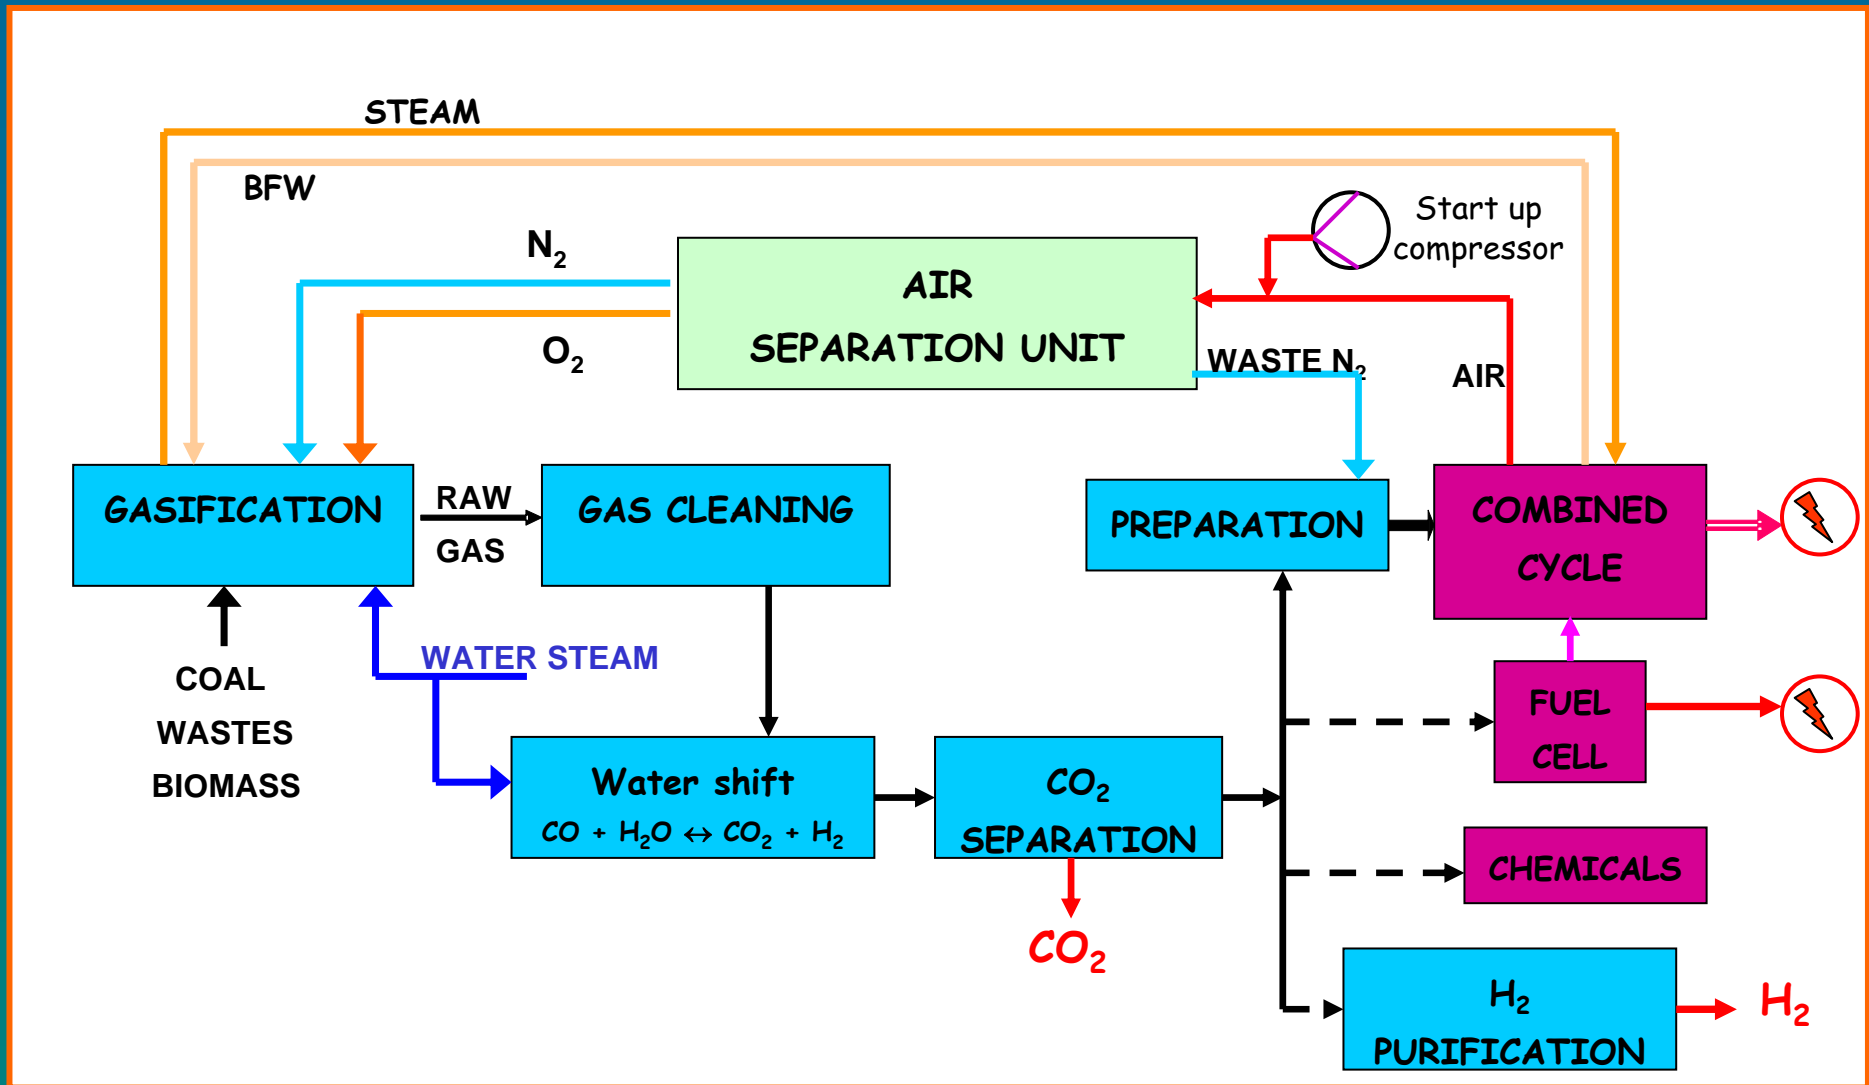 STEAM
BFW
N₂
O₂
AIR
SEPARATION UNIT
Start up
compressor
WASTE N₂
AIR
GASIFICATION
RAW
GAS
GAS CLEANING
PREPARATION
COMBINED
CYCLE
COAL
WASTES
BIOMASS
WATER STEAM
Water shift
CO + H₂O ↔ CO₂ + H₂
CO₂
SEPARATION
CO₂
FUEL
CELL
CHEMICALS
H₂
PURIFICATION
H₂